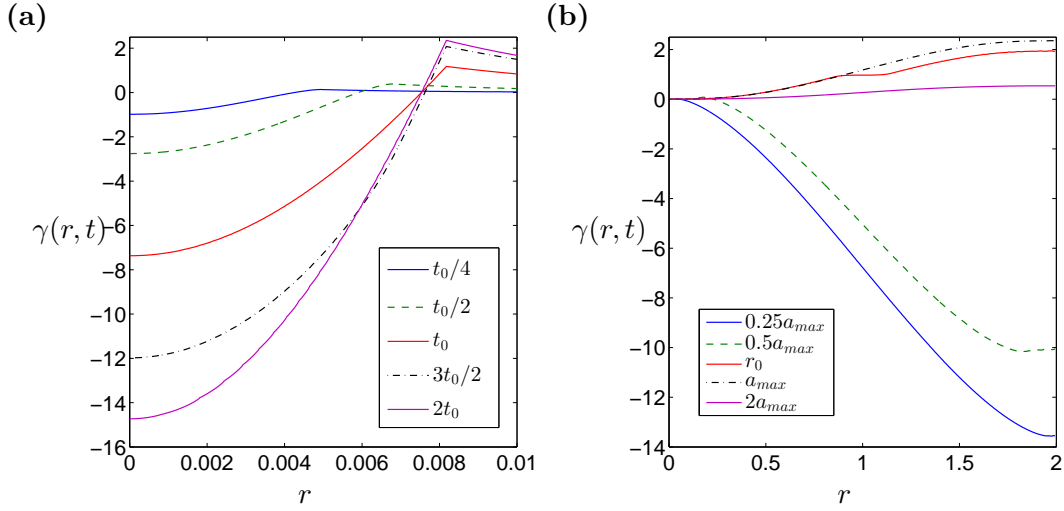 (a)
2
0
−2
−4
−6
−8
−10
−12
−14
−16
γ(r, t)
0 0.002 0.004 0.006 0.008 0.01
r
t₀/4
t₀/2
t₀
3t₀/2
2t₀
(b)
2
0
−2
−4
−6
−8
−10
−12
−14
γ(r, t)
0 0.5 1 1.5 2
r
0.25aₘₐₓ
0.5aₘₐₓ
r₀
aₘₐₓ
2aₘₐₓ